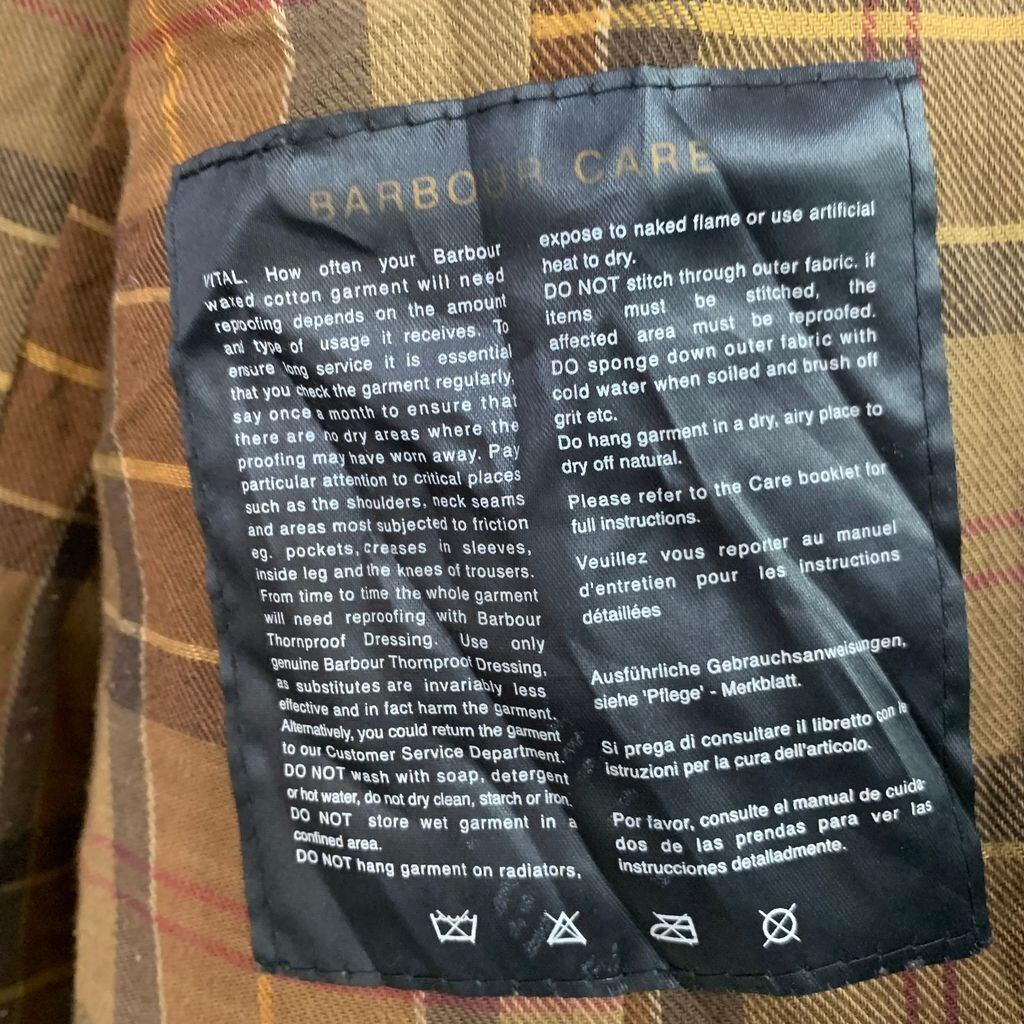 BARBOUR CARE
VITAL. How often your Barbour
waxed cotton garment will need
repoofing depends on the amount
and type of usage it receives. To
ensure long service it is essential
that you check the garment regularly,
say once a month to ensure that
there are no dry areas where the
proofing may have worn away. Pay
particular attention to critical places
such as the shoulders, neck seams
and areas most subjected to friction
eg. pockets, creases in sleeves,
inside leg and the knees of trousers.
From time to time the whole garment
will need reproofing with Barbour
Thornproof Dressing. Use only
genuine Barbour Thornproof Dressing,
as substitutes are invariably less
effective and in fact harm the garment.
Alternatively, you could return the garment
to our Customer Service Department.
DO NOT wash with soap, detergent
or hot water, do not dry clean, starch or iron.
DO NOT store wet garment in a
confined area.
DO NOT hang garment on radiators,
expose to naked flame or use artificial
heat to dry.
DO NOT stitch through outer fabric. if
items must be stitched, the
affected area must be reproofed.
DO sponge down outer fabric with
cold water when soiled and brush off
grit etc.
Do hang garment in a dry, airy place to
dry off natural.
Please refer to the Care booklet for
full instructions.
Veuillez vous reporter au manuel
d'entretien pour les instructions
détaillées
Ausführliche Gebrauchsanweisungen,
siehe 'Pflege' - Merkblatt.
Si prega di consultare il libretto con le
istruzioni per la cura dell'articolo.
Por favor, consulte el manual de cuida-
dos de las prendas para ver las
instrucciones detalladmente.